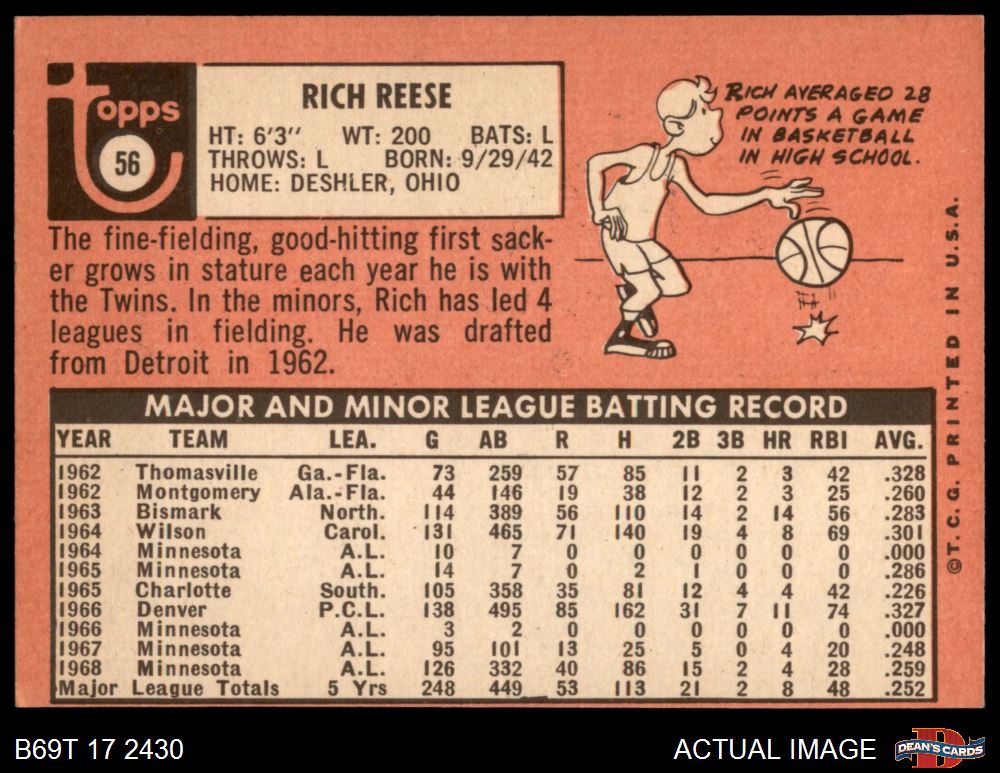 Topps
56
RICH REESE
HT: 6'3" WT: 200 BATS: L
THROWS: L BORN: 9/29/42
HOME: DESHLER, OHIO
RICH AVERAGED 28
POINTS A GAME
IN BASKETBALL
IN HIGH SCHOOL.
The fine-fielding, good-hitting first sack-
er grows in stature each year he is with
the Twins. In the minors, Rich has led 4
leagues in fielding. He was drafted
from Detroit in 1962.
MAJOR AND MINOR LEAGUE BATTING RECORD
YEAR TEAM LEA. G AB R H 2B 3B HR RBI AVG.
1962 Thomasville Ga.-Fla. 73 259 57 85 11 2 3 42 .328
1962 Montgomery Ala.-Fla. 44 146 19 38 12 2 3 25 .260
1963 Bismark North. 114 389 56 110 14 2 14 56 .283
1964 Wilson Carol. 131 465 71 140 19 4 8 69 .301
1964 Minnesota A.L. 10 7 0 0 0 0 0 0 .000
1965 Minnesota A.L. 14 7 0 2 1 0 0 0 .286
1965 Charlotte South. 105 358 35 81 12 4 4 42 .226
1966 Denver P.C.L. 138 495 85 162 31 7 11 74 .327
1966 Minnesota A.L. 3 2 0 0 0 0 0 0 .000
1967 Minnesota A.L. 95 101 13 25 5 0 4 20 .248
1968 Minnesota A.L. 126 332 40 86 15 2 4 28 .259
Major League Totals 5 Yrs 248 449 53 113 21 2 8 48 .252
©T. C. G. PRINTED IN U.S.A.
B69T 17 2430
ACTUAL IMAGE
DEAN'S CARDS